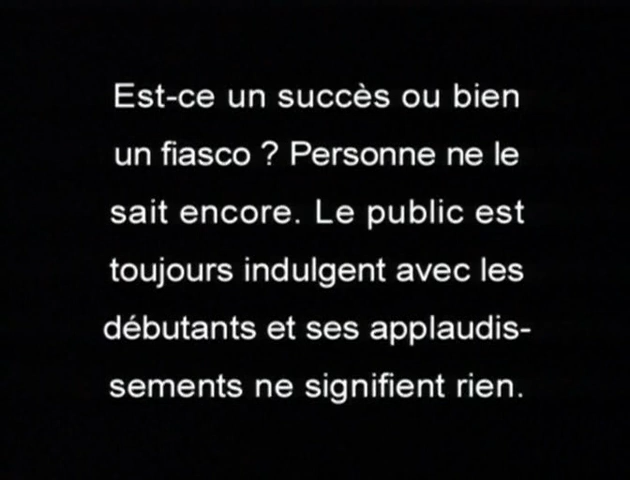 Est-ce un succès ou bien
un fiasco ? Personne ne le
sait encore. Le public est
toujours indulgent avec les
débutants et ses applaudis-
sements ne signifient rien.